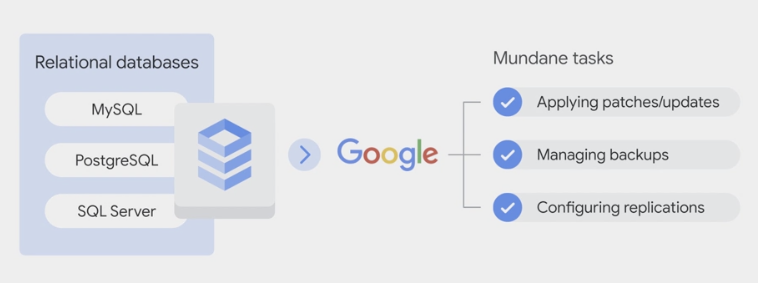 Relational databases
MySQL
PostgreSQL
SQL Server
Google
Mundane tasks
Applying patches/updates
Managing backups
Configuring replications